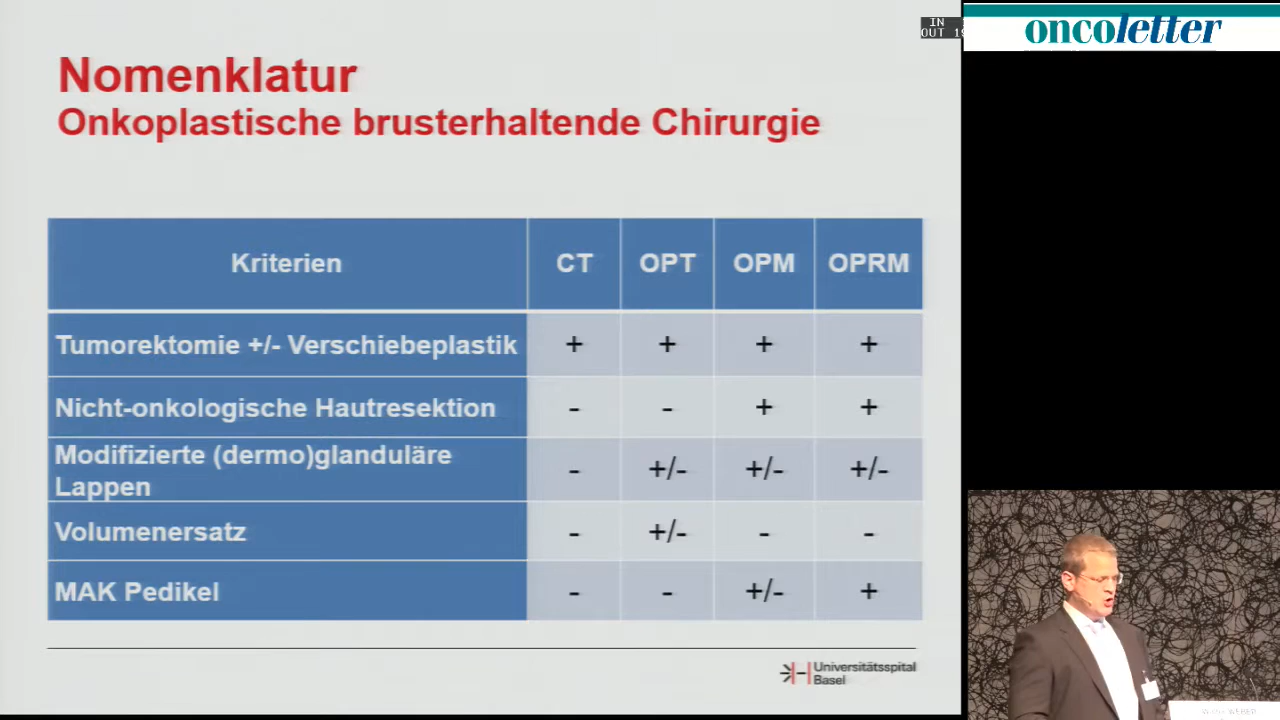 IN
OUT
oncoletter
Nomenklatur
Onkoplastische brusterhaltende Chirurgie
Kriterien CT OPT OPM OPRM
Tumorektomie +/- Verschiebeplastik + + + +
Nicht-onkologische Hautresektion - - + +
Modifizierte (dermo)glanduläre
Lappen - +/- +/- +/-
Volumenersatz - +/- - -
MAK Pedikel - - +/- +
Universitätsspital
Basel